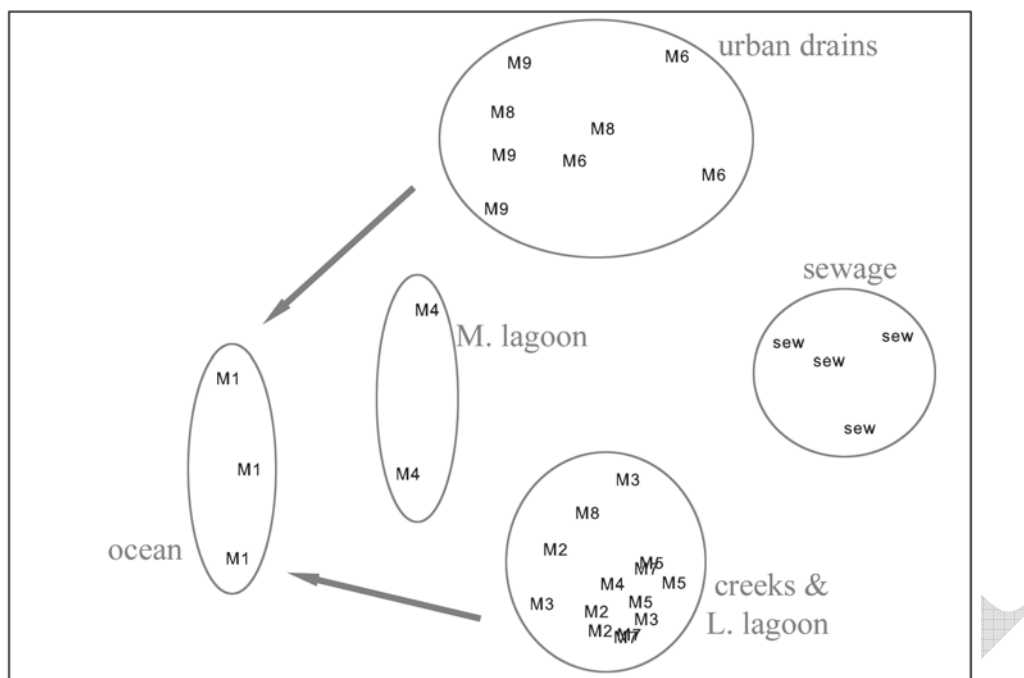 urban drains
M9
M6
M8
M8
M9
M6
M6
M9
sewage
M4
M. lagoon
sew
sew
sew
M1
sew
M1
M4
M3
M8
ocean
M1
M2
M5
M7
M4
M5
creeks &
L. lagoon
M3
M2
M5
M3
M2
M7
M7